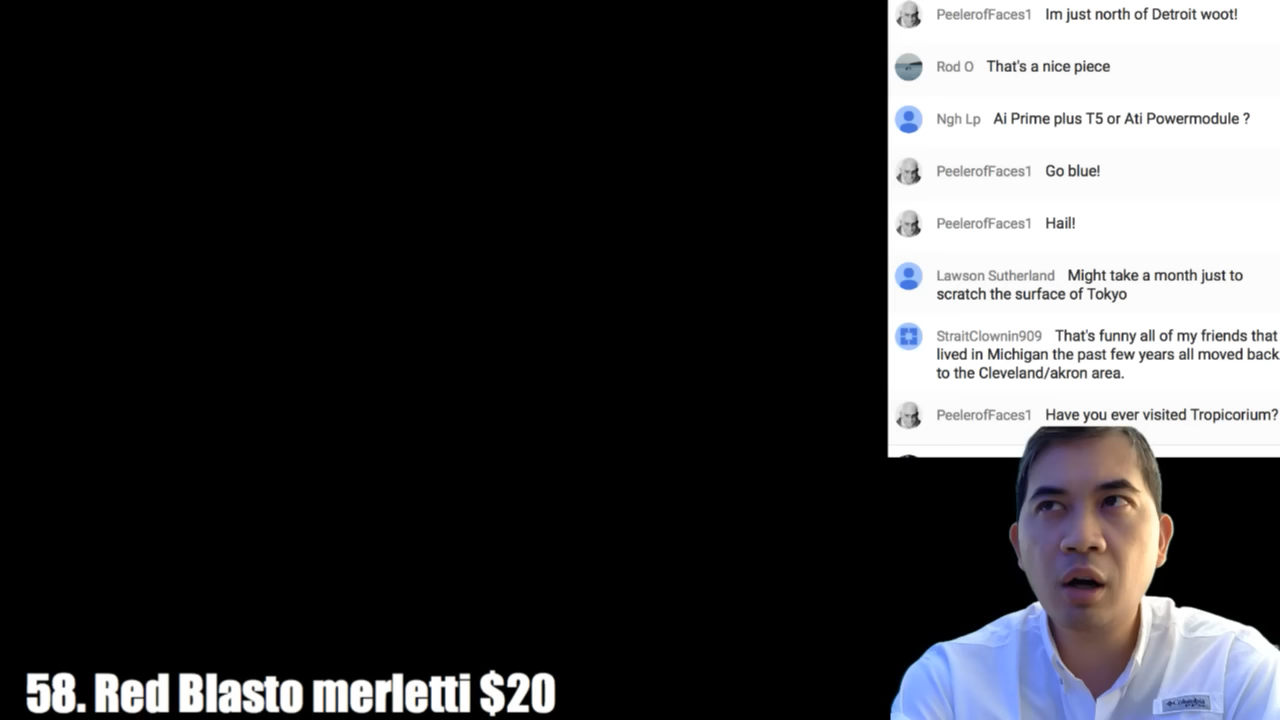 PeelerofFaces1 Im just north of Detroit woot!
Rod O That's a nice piece
Ngh Lp Ai Prime plus T5 or Ati Powermodule ?
PeelerofFaces1 Go blue!
PeelerofFaces1 Hail!
Lawson Sutherland Might take a month just to
scratch the surface of Tokyo
StraitClownin909 That's funny all of my friends that
lived in Michigan the past few years all moved back
to the Cleveland/akron area.
PeelerofFaces1 Have you ever visited Tropicorium?
Columbia
58. Red Blasto merletti $20